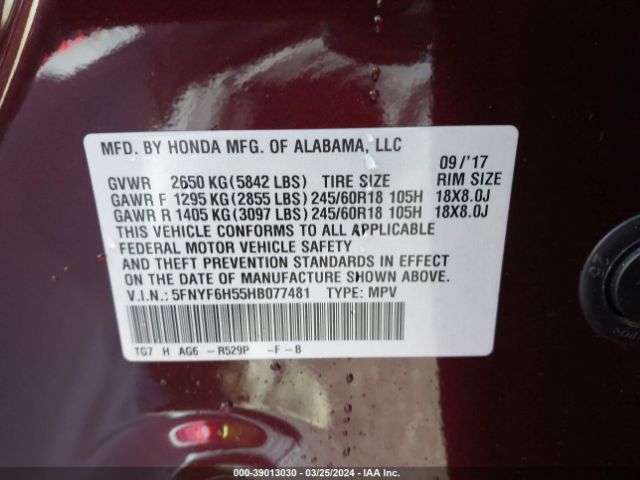 MFD. BY HONDA MFG. OF ALABAMA, LLC 09/'17
GVWR 2650 KG (5842 LBS) TIRE SIZE RIM SIZE
GAWR F 1295 KG (2855 LBS) 245/60R18 105H 18X8.0J
GAWR R 1405 KG (3097 LBS) 245/60R18 105H 18X8.0J
THIS VEHICLE CONFORMS TO ALL APPLICABLE
FEDERAL MOTOR VEHICLE SAFETY
AND THEFT PREVENTION STANDARDS IN EFFECT
ON THE DATE OF MANUFACTURE SHOWN ABOVE.
V.I.N.: 5FNYF6H55HB077481 TYPE: MPV
TG7 H AG6 -R529P -F-B
000-39013030 - 03/25/2024 - IAA Inc.